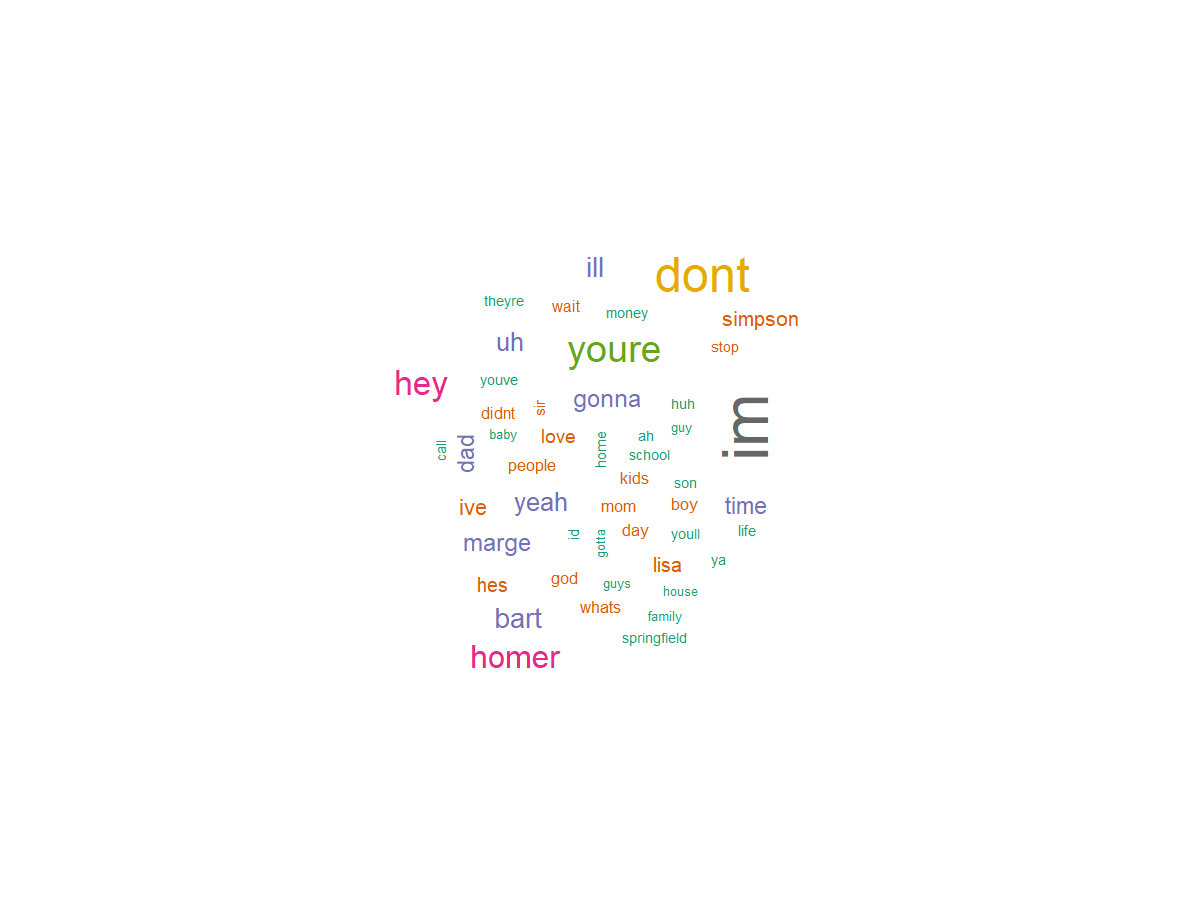 ill
dont
theyre
wait
money
simpson
uh
youre
stop
hey
youve
gonna
huh
didnt
sir
im
call
dad
baby
love
home
ah
guy
school
people
kids
son
ive
yeah
mom
boy
time
marge
id
gotta
day
youll
life
lisa
ya
hes
god
guys
house
whats
bart
family
springfield
homer